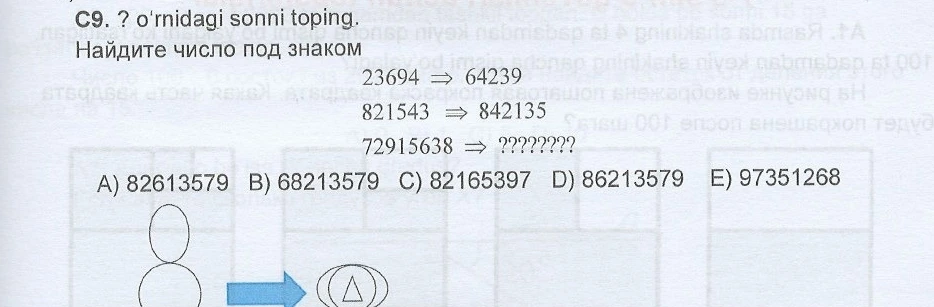 C9. ? o'rnidagi sonni toping.
Найдите число под знаком
23694 ⇒ 64239
821543 ⇒ 842135
72915638 ⇒ ????????
A) 82613579 B) 68213579 C) 82165397 D) 86213579 E) 97351268